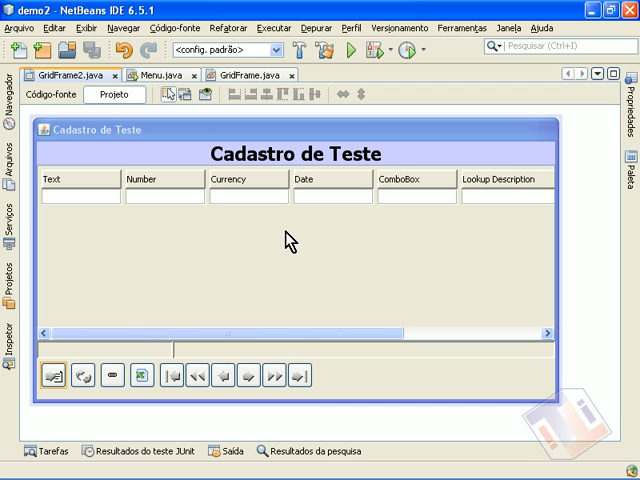 demo2 - NetBeans IDE 6.5.1
Arquivo Editar Exibir Navegar Código-fonte Refatorar Executar Depurar Perfil Versionamento Ferramentas Janela Ajuda
<config. padrão>
Pesquisar (Ctrl+I)
GridFrame2.java
Menu.java
GridFrame.java
Código-fonte
Projeto
Navegador
Arquivos
Serviços
Projetos
Inspetor
Propriedades
Paleta
Cadastro de Teste
Cadastro de Teste
Text Number Currency Date ComboBox Lookup Description
Tarefas
Resultados do teste JUnit
Saída
Resultados da pesquisa